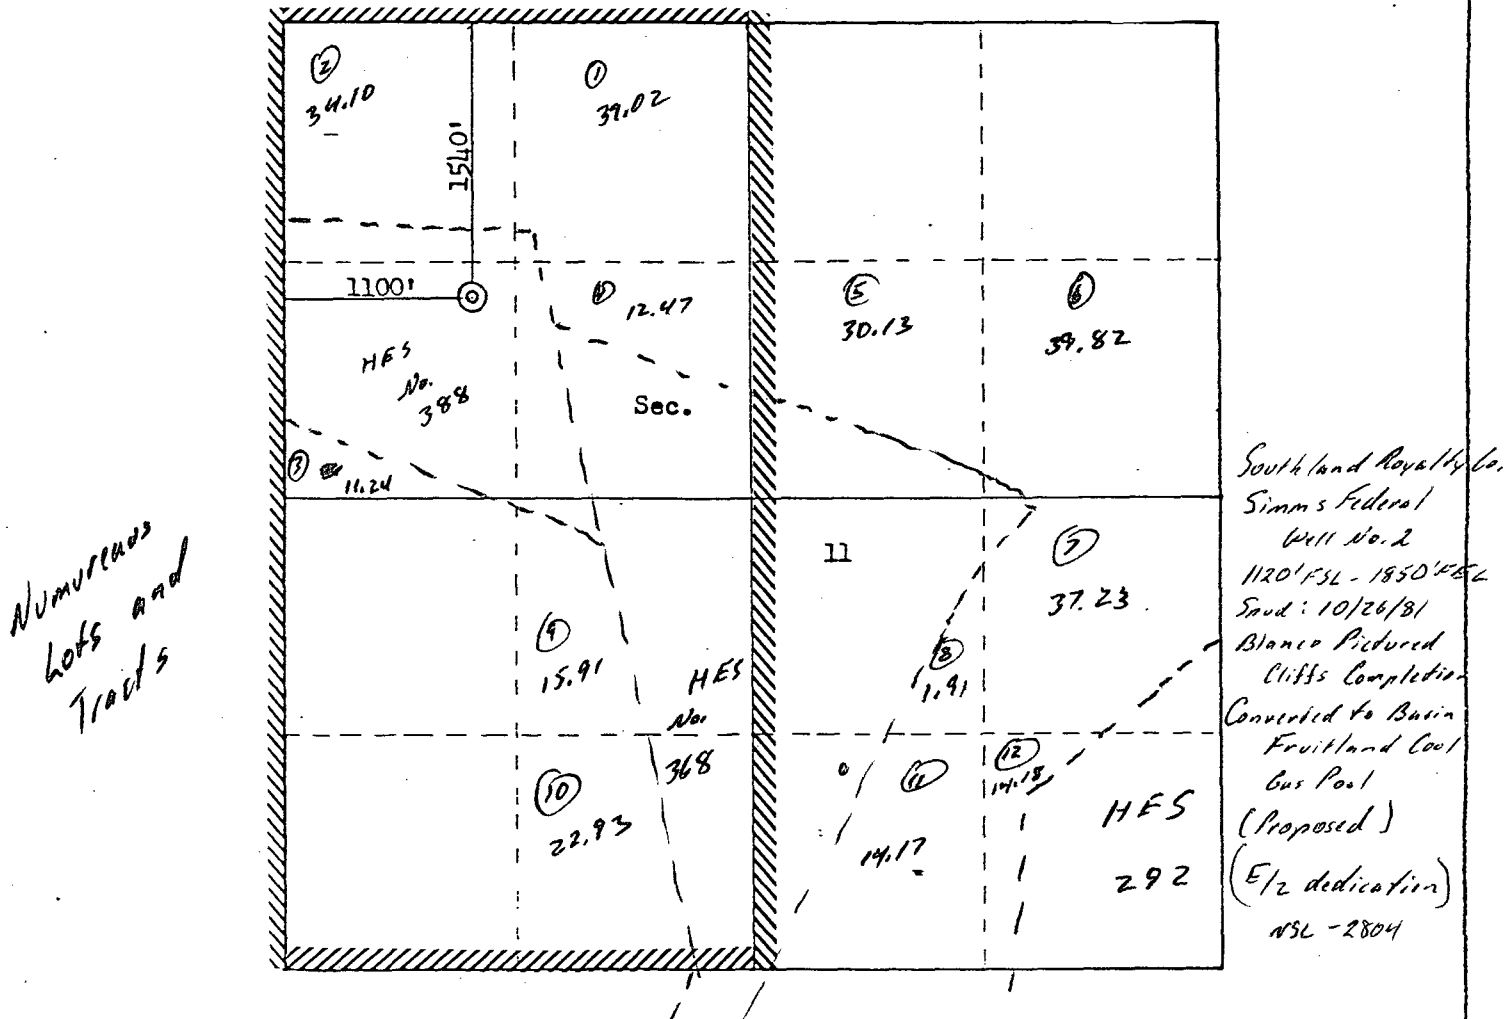 2
34.10
1
39.02
1540'
1100'
4
12.47
5
30.13
6
39.82
HES
No.
388
Sec.
3
11.24
11
7
37.23
9
15.91
8
1.91
HES
No.
368
10
22.93
11
14.17
12
14.18
HES
292
Lots and
Tracts
Southland Royalty Co.
Simms Federal
Well No. 2
1120' FSL - 1850' FEL
Spud: 10/26/81
Blanco Pictured
Cliffs Completion
Converted to Basin
Fruitland Coal
Gas Pool
(Proposed)
(E/2 dedication)
NSL - 2804